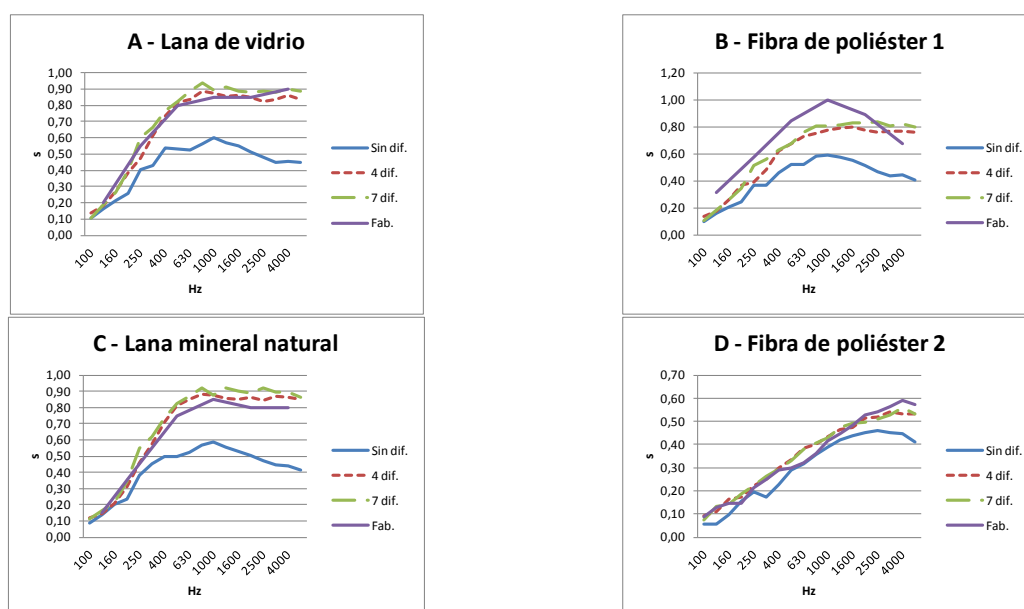 A - Lana de vidrio
1,00
0,90
0,80
0,70
0,60
0,50
0,40
0,30
0,20
0,10
0,00
s
100 160 250 400 630 1000 1600 2500 4000
Hz
Sin dif.
4 dif.
7 dif.
Fab.
B - Fibra de poliéster 1
1,20
1,00
0,80
0,60
0,40
0,20
0,00
s
100 160 250 400 630 1000 1600 2500 4000
Hz
Sin dif.
4 dif.
7 dif.
Fab.
C - Lana mineral natural
1,00
0,90
0,80
0,70
0,60
0,50
0,40
0,30
0,20
0,10
0,00
s
100 160 250 400 630 1000 1600 2500 4000
Hz
Sin dif.
4 dif.
7 dif.
Fab.
D - Fibra de poliéster 2
0,70
0,60
0,50
0,40
0,30
0,20
0,10
0,00
s
100 160 250 400 630 1000 1600 2500 4000
Hz
Sin dif.
4 dif.
7 dif.
Fab.